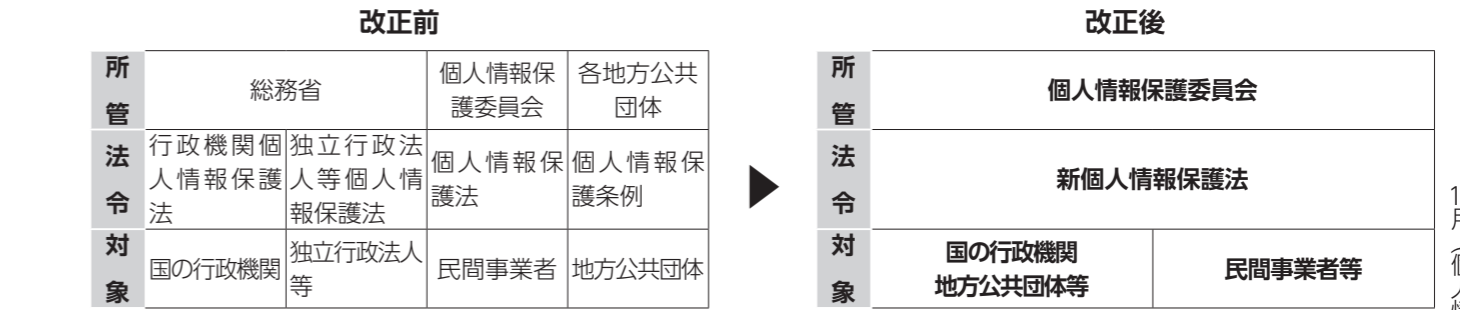 改正前
所管
総務省
個人情報保
護委員会
各地方公共
団体
法令
行政機関個
人情報保護
法
独立行政法
人等個人情
報保護法
個人情報保
護法
個人情報保
護条例
対象
国の行政機関
独立行政法人
等
民間事業者
地方公共団体
▶
改正後
所管
個人情報保護委員会
法令
新個人情報保護法
対象
国の行政機関
地方公共団体等
民間事業者等